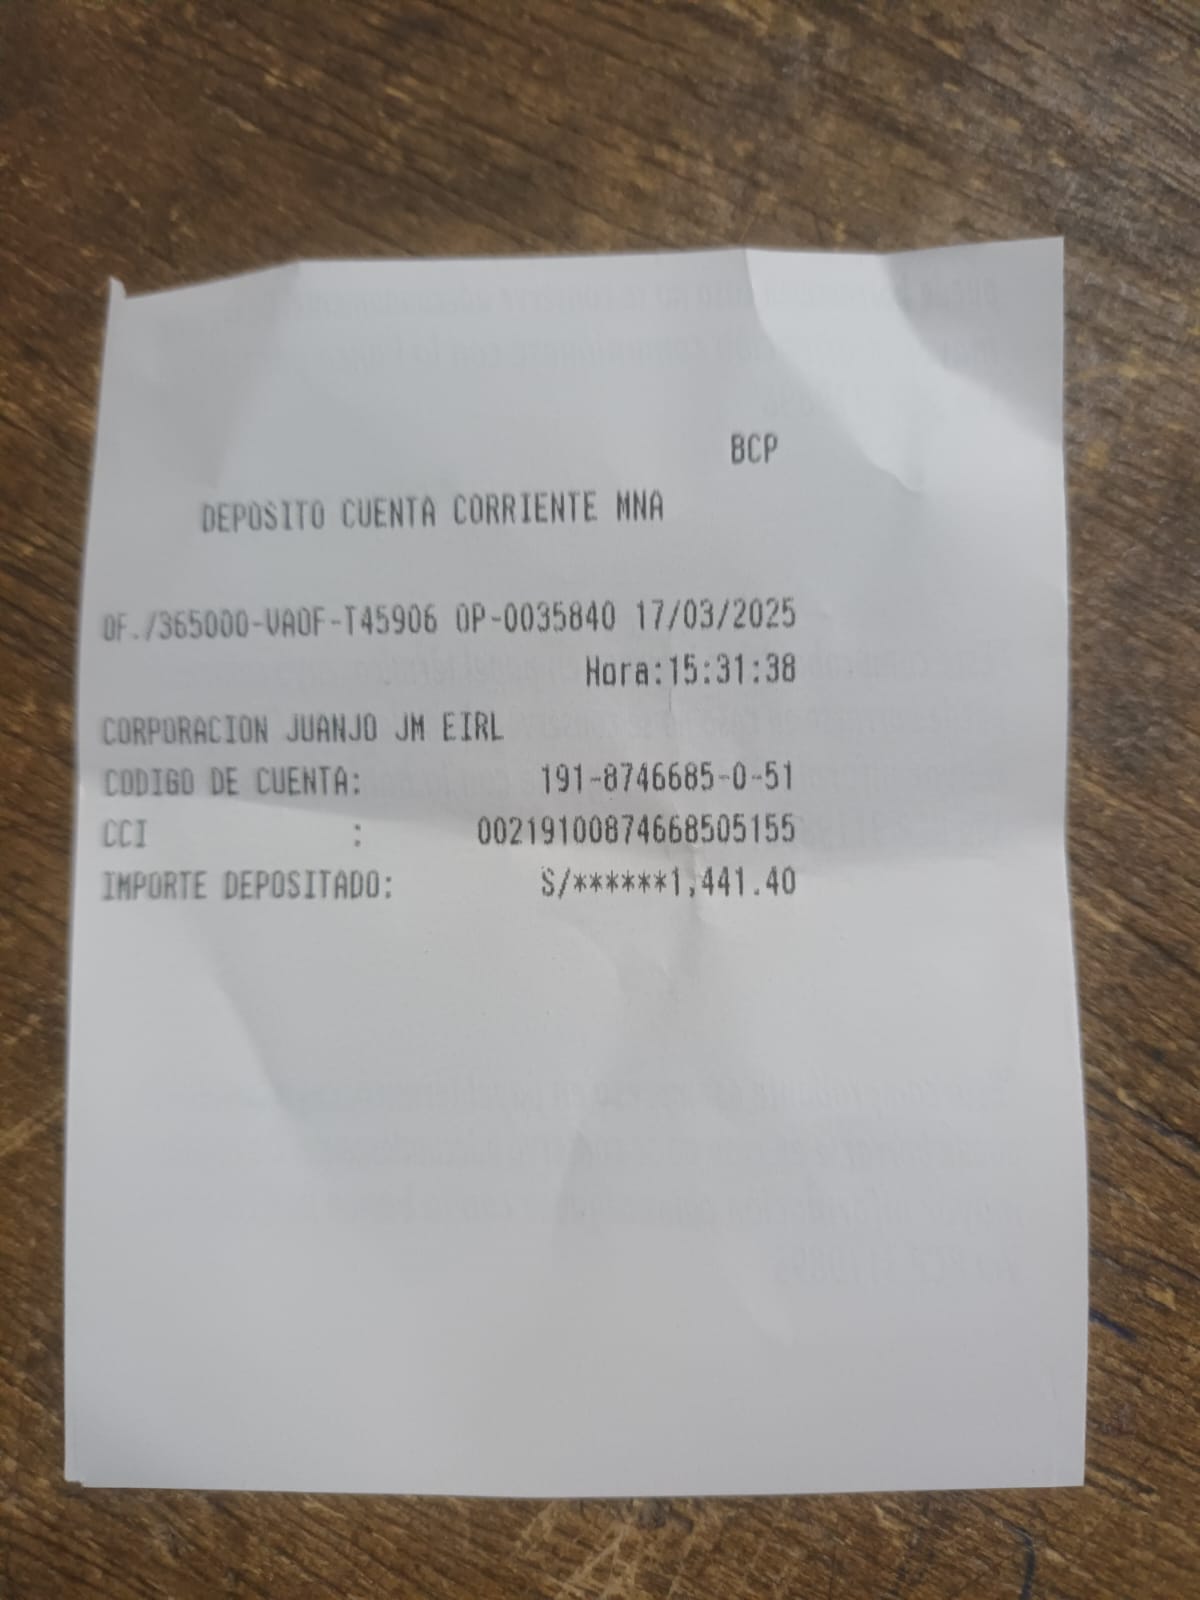 BCP
DEPOSITO CUENTA CORRIENTE MNA
OF./365000-VAOF-T45906 OP-0035840 17/03/2025
Hora:15:31:38
CORPORACION JUANJO JM EIRL
CODIGO DE CUENTA: 191-8746685-0-51
CCI : 00219100874668505155
IMPORTE DEPOSITADO: S/******1,441.40